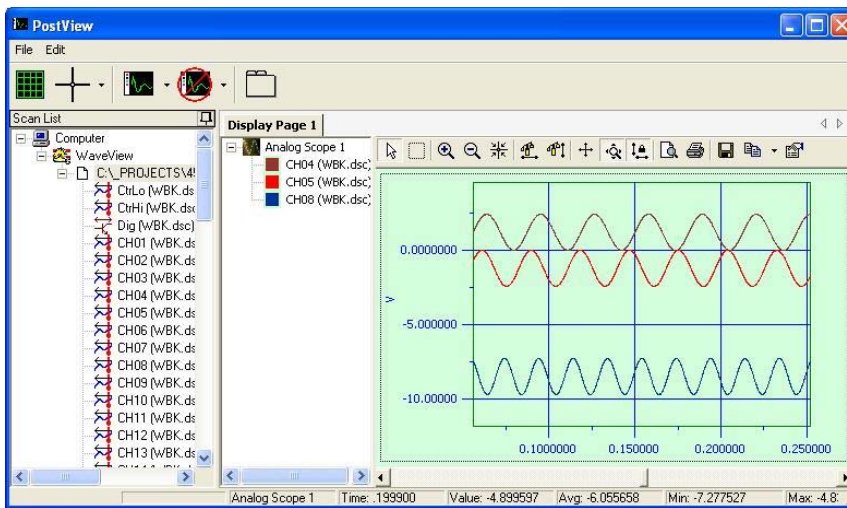 PostView
File Edit
Scan List
Computer
WaveView
C:\_PROJECTS\4
CtrLo (WBK.ds
CtrHi (WBK.ds
Dig (WBK.dsc)
CH01 (WBK.ds
CH02 (WBK.ds
CH03 (WBK.ds
CH04 (WBK.ds
CH05 (WBK.ds
CH06 (WBK.ds
CH07 (WBK.ds
CH08 (WBK.ds
CH09 (WBK.ds
CH10 (WBK.ds
CH11 (WBK.ds
CH12 (WBK.ds
CH13 (WBK.ds
Display Page 1
Analog Scope 1
CH04 (WBK.dsc)
CH05 (WBK.dsc)
CH08 (WBK.dsc)
V
0.0000000
-5.000000
-10.00000
0.1000000 0.150000 0.200000 0.250000
Analog Scope 1 Time: .199900 Value: -4.899597 Avg: -6.055658 Min: -7.277527 Max: -4.8